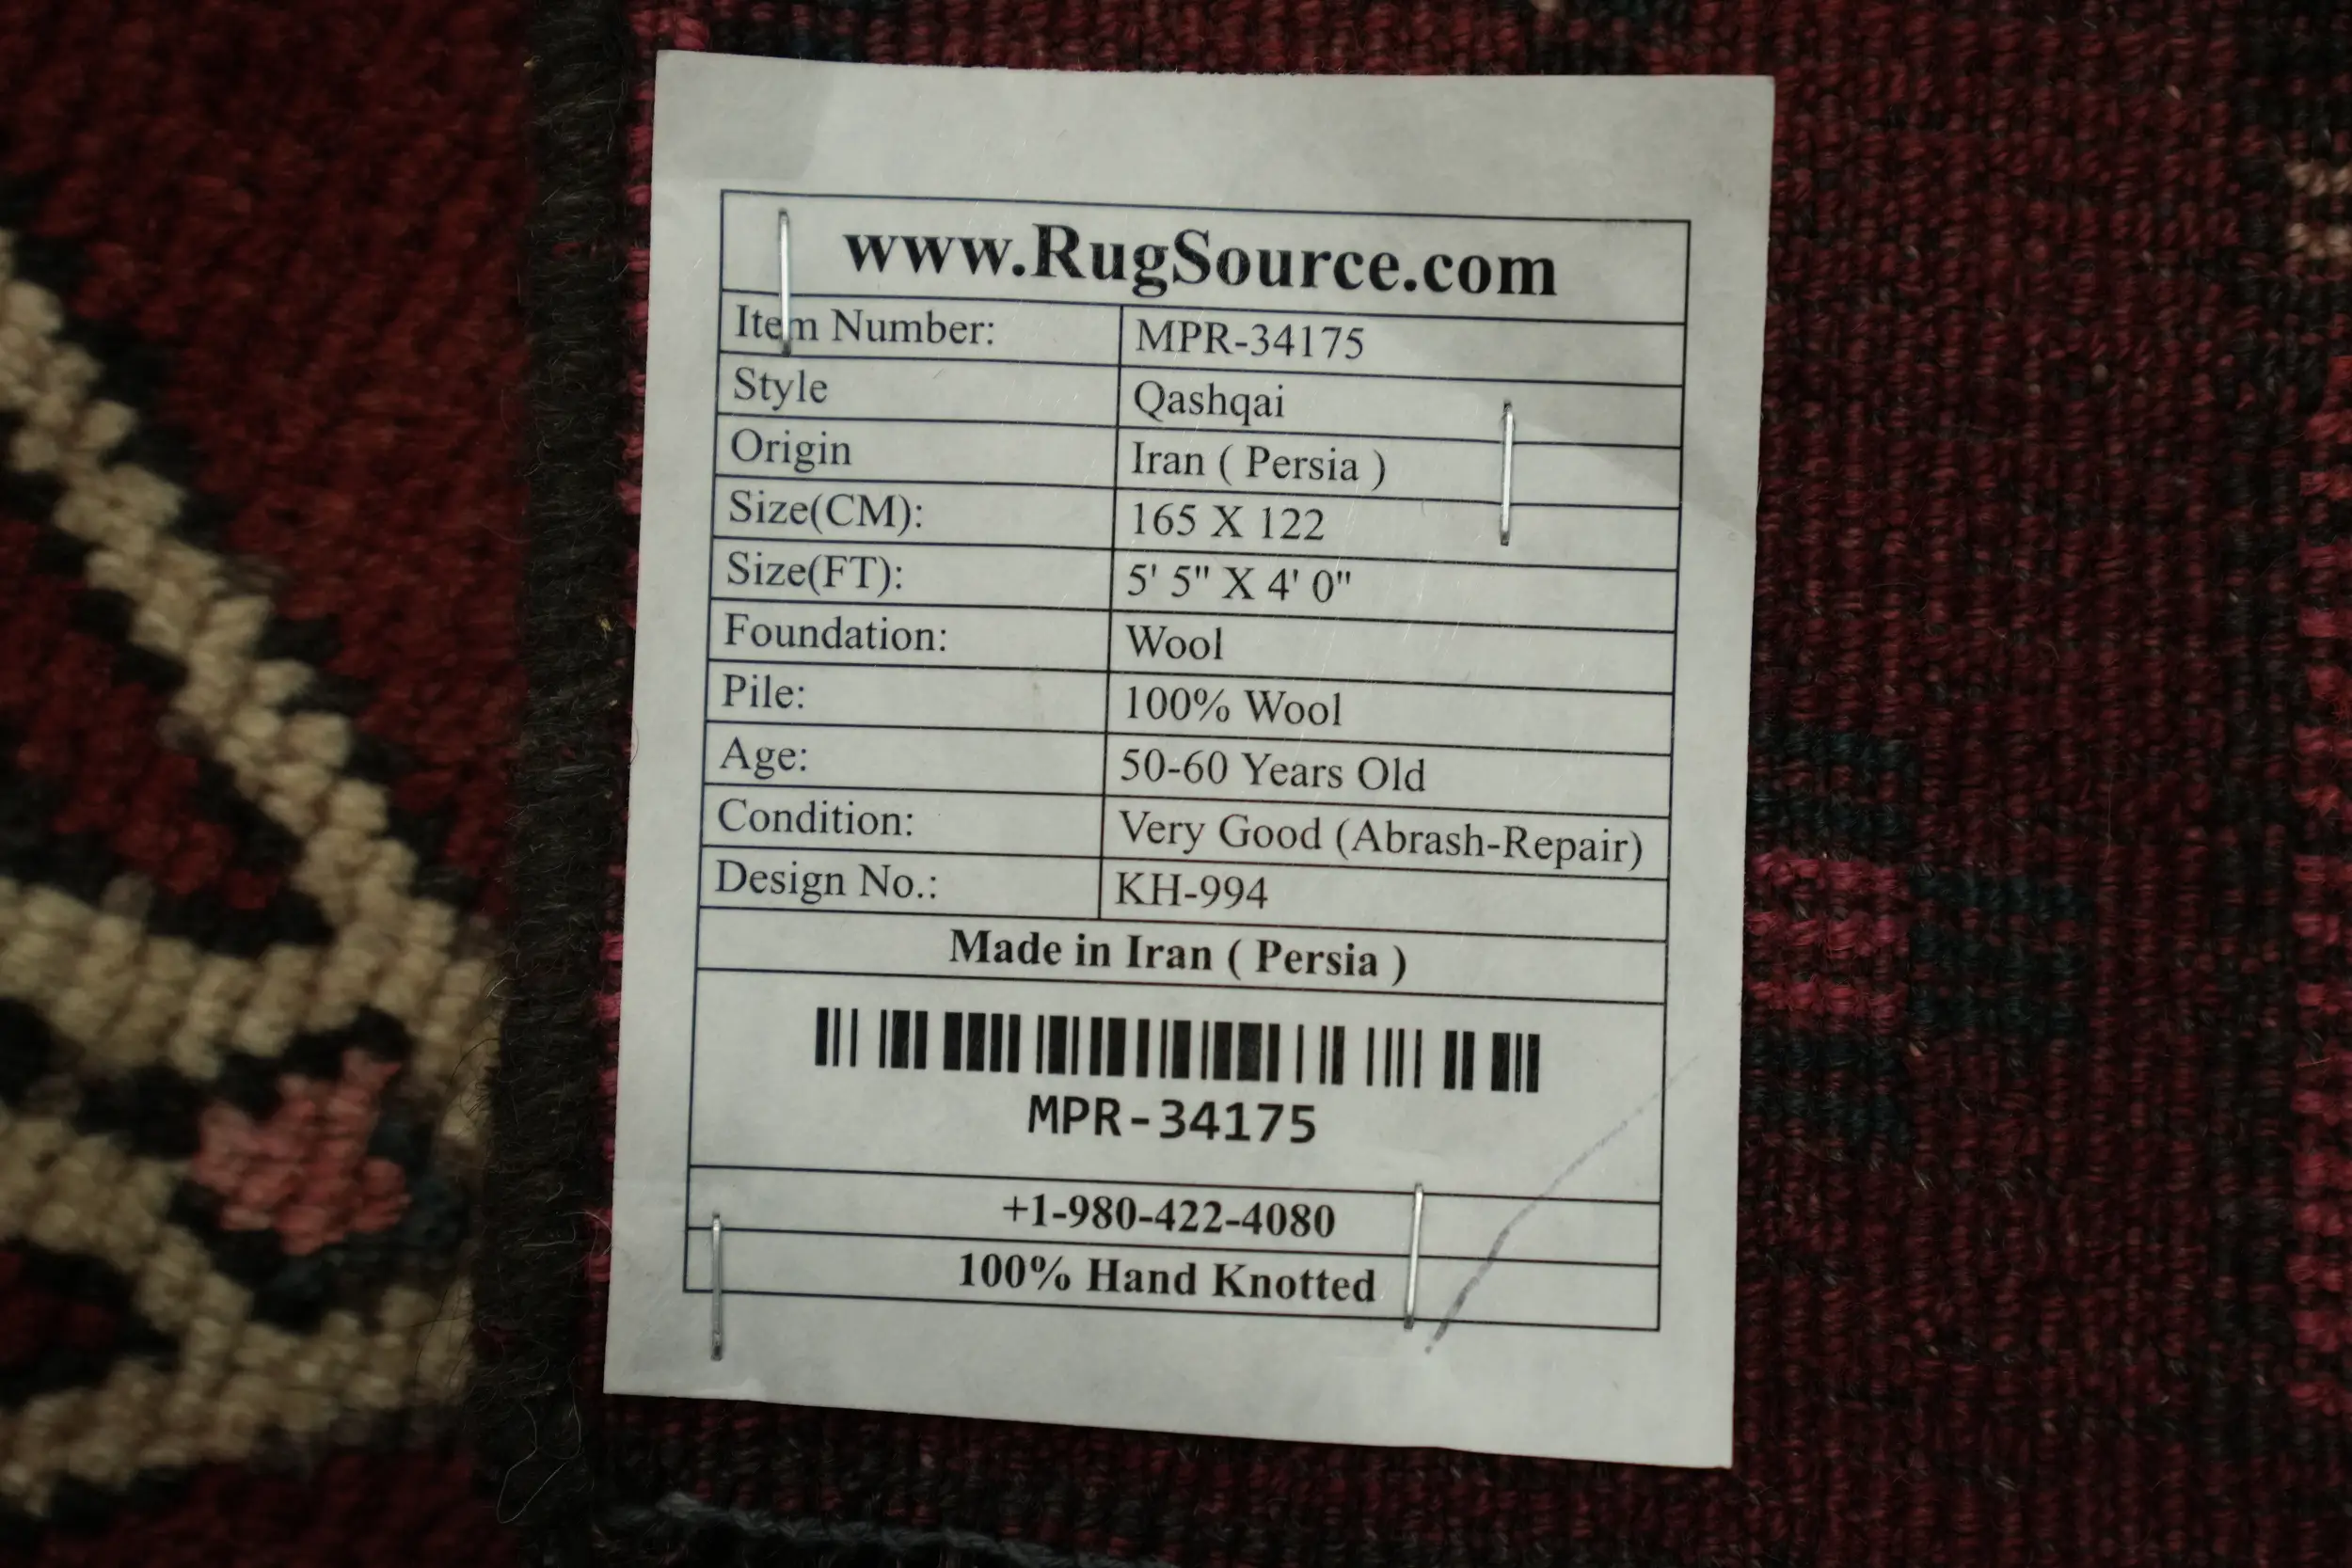 www.RugSource.com
Item Number: MPR-34175
Style Qashqai
Origin Iran ( Persia )
Size(CM): 165 X 122
Size(FT): 5' 5" X 4' 0"
Foundation: Wool
Pile: 100% Wool
Age: 50-60 Years Old
Condition: Very Good (Abrash-Repair)
Design No.: KH-994
Made in Iran ( Persia )
MPR-34175
+1-980-422-4080
100% Hand Knotted